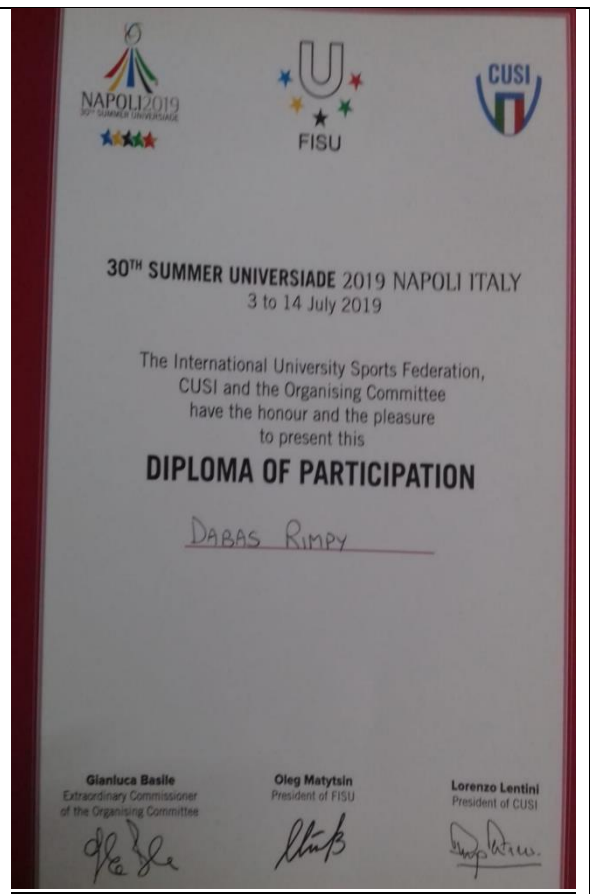 NAPOLI2019
30TH SUMMER UNIVERSIADE
FISU
CUSI
30TH SUMMER UNIVERSIADE 2019 NAPOLI ITALY
3 to 14 July 2019
The International University Sports Federation,
CUSI and the Organising Committee
have the honour and the pleasure
to present this
DIPLOMA OF PARTICIPATION
DABAS RIMPY
Gianluca Basile
Extraordinary Commissioner
of the Organising Committee
Oleg Matytsin
President of FISU
Lorenzo Lentini
President of CUSI